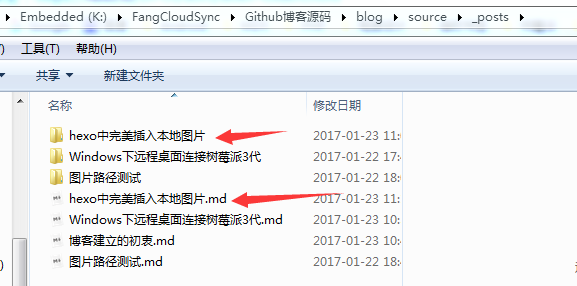 Embedded (K:) FangCloudSync Github博客源码 blog source _posts
工具(T) 帮助(H)
共享 新建文件夹
名称 修改日期
hexo中完美插入本地图片 2017-01-23 11:
Windows下远程桌面连接树莓派3代 2017-01-22 17:
图片路径测试 2017-01-22 18:
hexo中完美插入本地图片.md 2017-01-23 11:
Windows下远程桌面连接树莓派3代.md 2017-01-23 10:
博客建立的初衷.md 2017-01-23 10:
图片路径测试.md 2017-01-22 18: